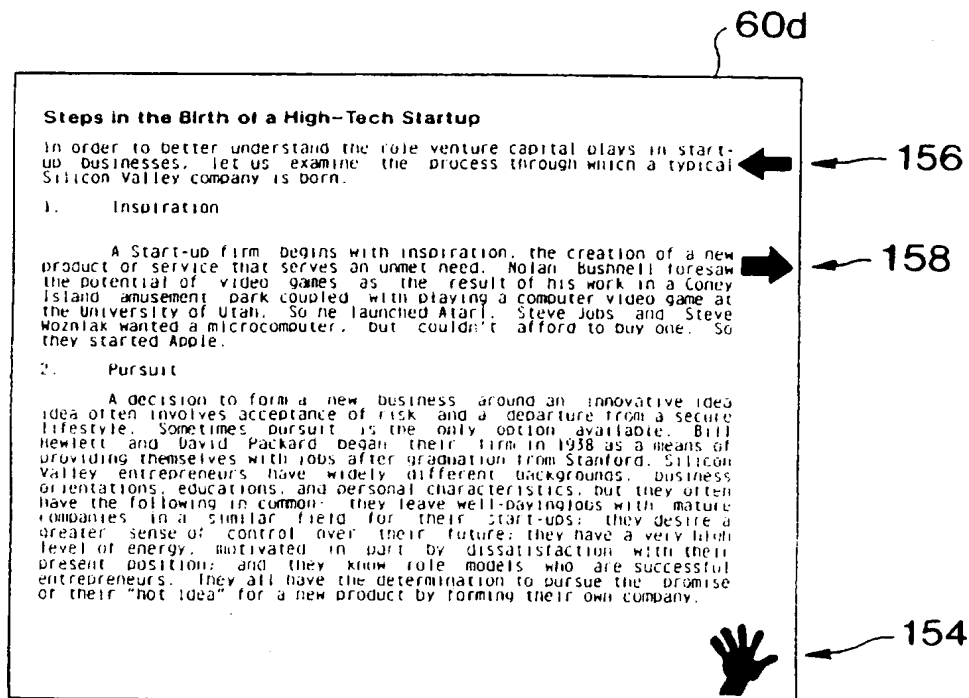 60d
Steps in the Birth of a High-Tech Startup
In order to better understand the role venture capital plays in start-
up businesses, let us examine the process through which a typical
Silicon Valley company is born.
156
1. Inspiration
A Start-up firm begins with inspiration, the creation of a new
product or service that serves an unmet need. Nolan Bushnell foresaw
the potential of video games as the result of his work in a Coney
Island amusement park coupled with playing a computer video game at
the University of Utah. So he launched Atari. Steve Jobs and Steve
Wozniak wanted a microcomputer, but couldn't afford to buy one. So
they started Apple.
158
2. Pursuit
A decision to form a new business around an innovative idea
idea often involves acceptance of risk and a departure from a secure
lifestyle. Sometimes pursuit is the only option available. Bill
Hewlett and David Packard began their firm in 1938 as a means of
providing themselves with jobs after graduation from Stanford. Silicon
Valley entrepreneurs have widely different backgrounds, business
orientations, educations, and personal characteristics, but they often
have the following in common: they leave well-payingjobs with mature
companies in a similar field for their start-ups; they desire a
greater sense of control over their future; they have a very high
level of energy, motivated in part by dissatisfaction with their
present position; and they know role models who are successful
entrepreneurs. They all have the determination to pursue the promise
of their "hot idea" for a new product by forming their own company.
154